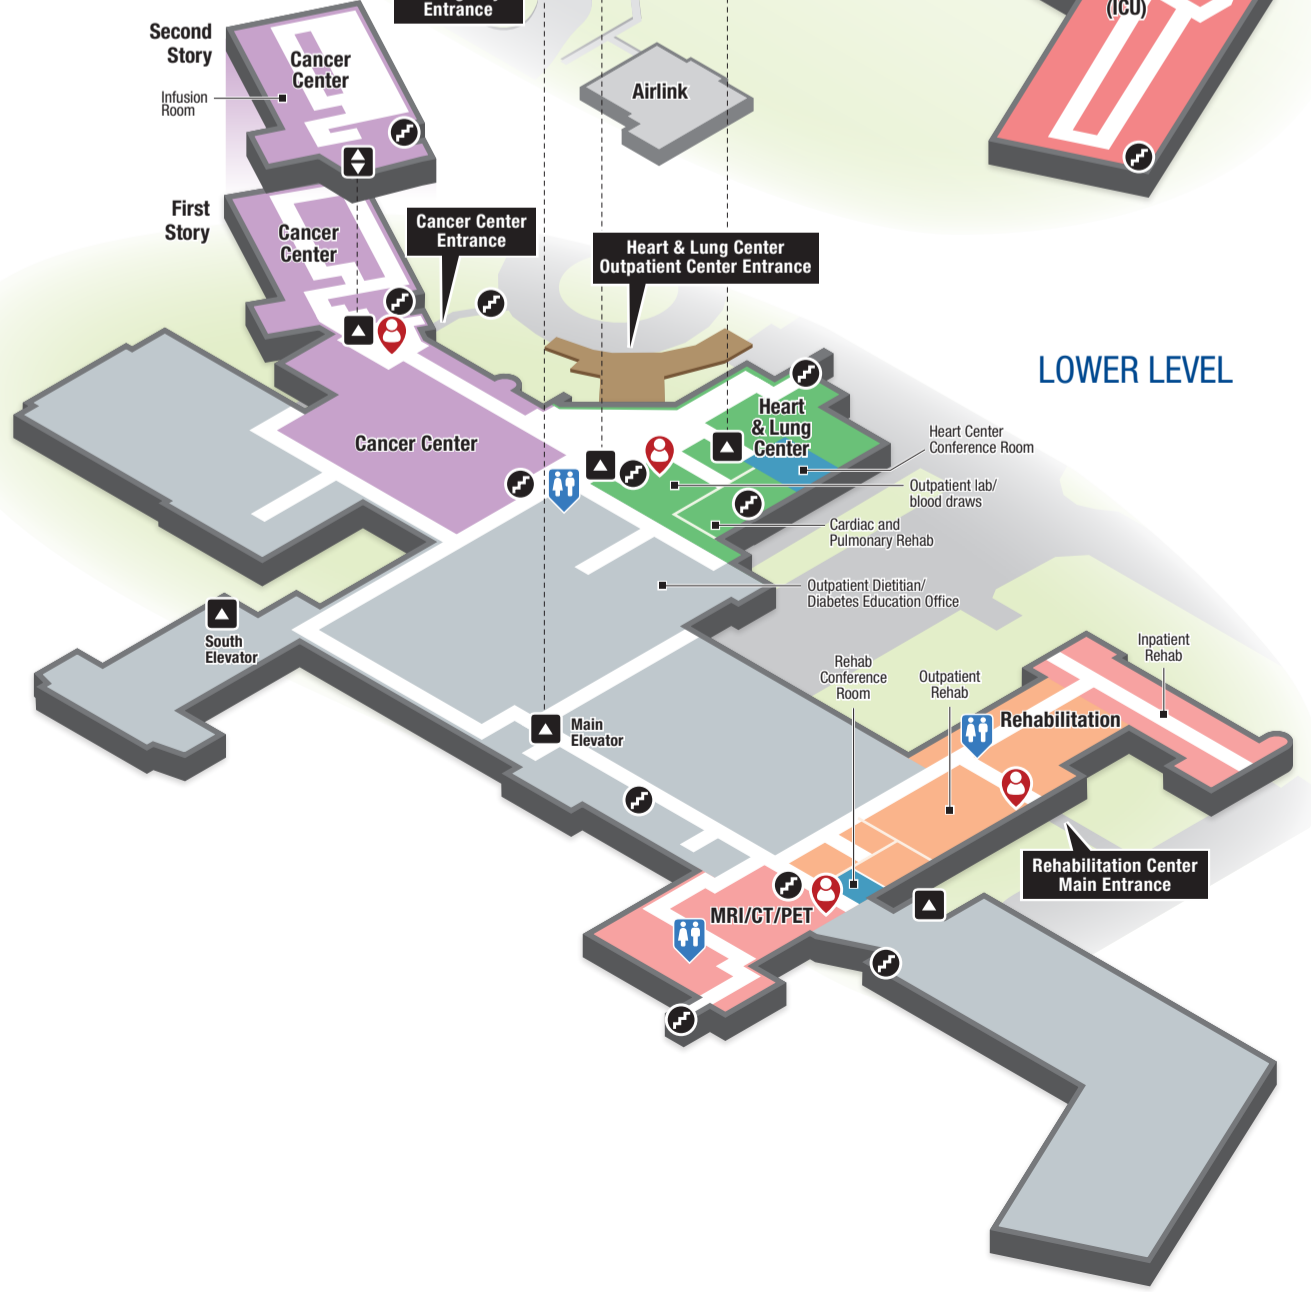 Entrance
(ICU)
Second
Story
Cancer
Center
Infusion
Room
Airlink
First
Story
Cancer
Center
Cancer Center
Entrance
Heart & Lung Center
Outpatient Center Entrance
LOWER LEVEL
Heart
& Lung
Center
Heart Center
Conference Room
Cancer Center
Outpatient lab/
blood draws
Cardiac and
Pulmonary Rehab
Outpatient Dietitian/
Diabetes Education Office
South
Elevator
Inpatient
Rehab
Rehab
Conference
Room
Outpatient
Rehab
Rehabilitation
Main
Elevator
Rehabilitation Center
Main Entrance
MRI/CT/PET